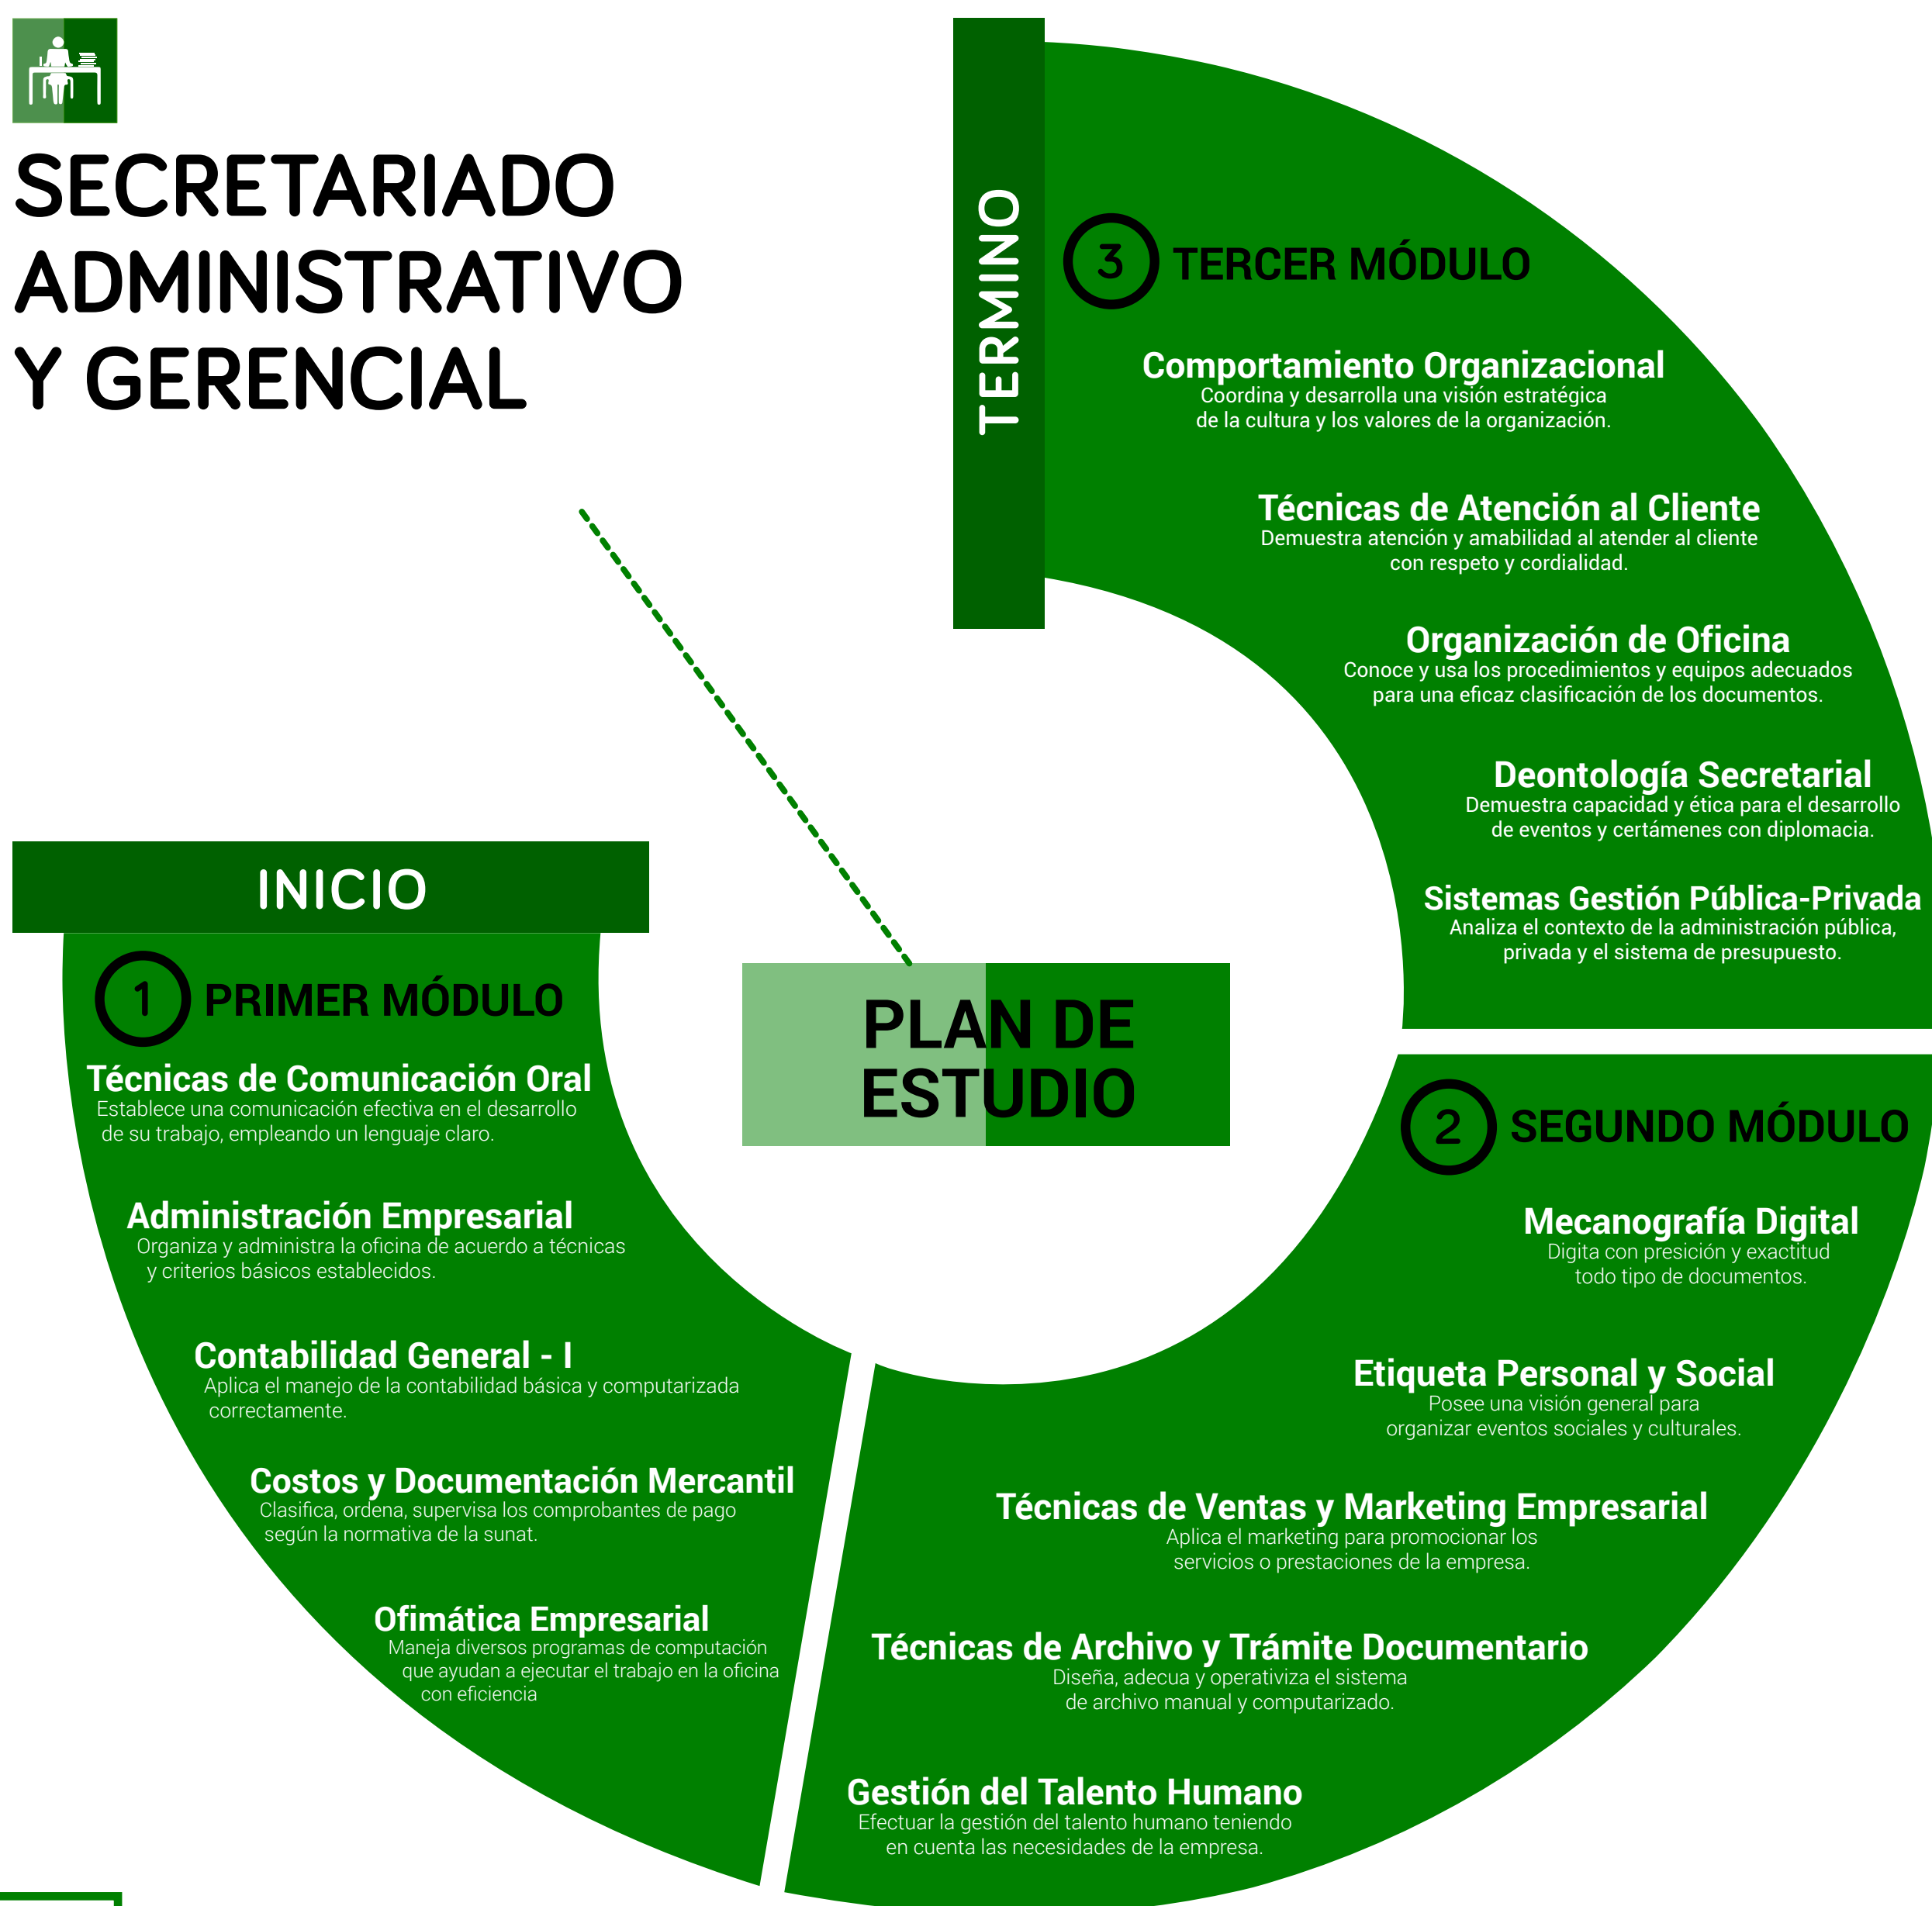 SECRETARIADO
ADMINISTRATIVO
Y GERENCIAL
PLAN DE
ESTUDIO
INICIO
1 PRIMER MÓDULO
Técnicas de Comunicación Oral
Establece una comunicación efectiva en el desarrollo
de su trabajo, empleando un lenguaje claro.
Administración Empresarial
Organiza y administra la oficina de acuerdo a técnicas
y criterios básicos establecidos.
Contabilidad General - I
Aplica el manejo de la contabilidad básica y computarizada
correctamente.
Costos y Documentación Mercantil
Clasifica, ordena, supervisa los comprobantes de pago
según la normativa de la sunat.
Ofimática Empresarial
Maneja diversos programas de computación
que ayudan a ejecutar el trabajo en la oficina
con eficiencia
2 SEGUNDO MÓDULO
Mecanografía Digital
Digita con presición y exactitud
todo tipo de documentos.
Etiqueta Personal y Social
Posee una visión general para
organizar eventos sociales y culturales.
Técnicas de Ventas y Marketing Empresarial
Aplica el marketing para promocionar los
servicios o prestaciones de la empresa.
Técnicas de Archivo y Trámite Documentario
Diseña, adecua y operativiza el sistema
de archivo manual y computarizado.
Gestión del Talento Humano
Efectuar la gestión del talento humano teniendo
en cuenta las necesidades de la empresa.
TERMINO
3 TERCER MÓDULO
Comportamiento Organizacional
Coordina y desarrolla una visión estratégica
de la cultura y los valores de la organización.
Técnicas de Atención al Cliente
Demuestra atención y amabilidad al atender al cliente
con respeto y cordialidad.
Organización de Oficina
Conoce y usa los procedimientos y equipos adecuados
para una eficaz clasificación de los documentos.
Deontología Secretarial
Demuestra capacidad y ética para el desarrollo
de eventos y certámenes con diplomacia.
Sistemas Gestión Pública-Privada
Analiza el contexto de la administración pública,
privada y el sistema de presupuesto.